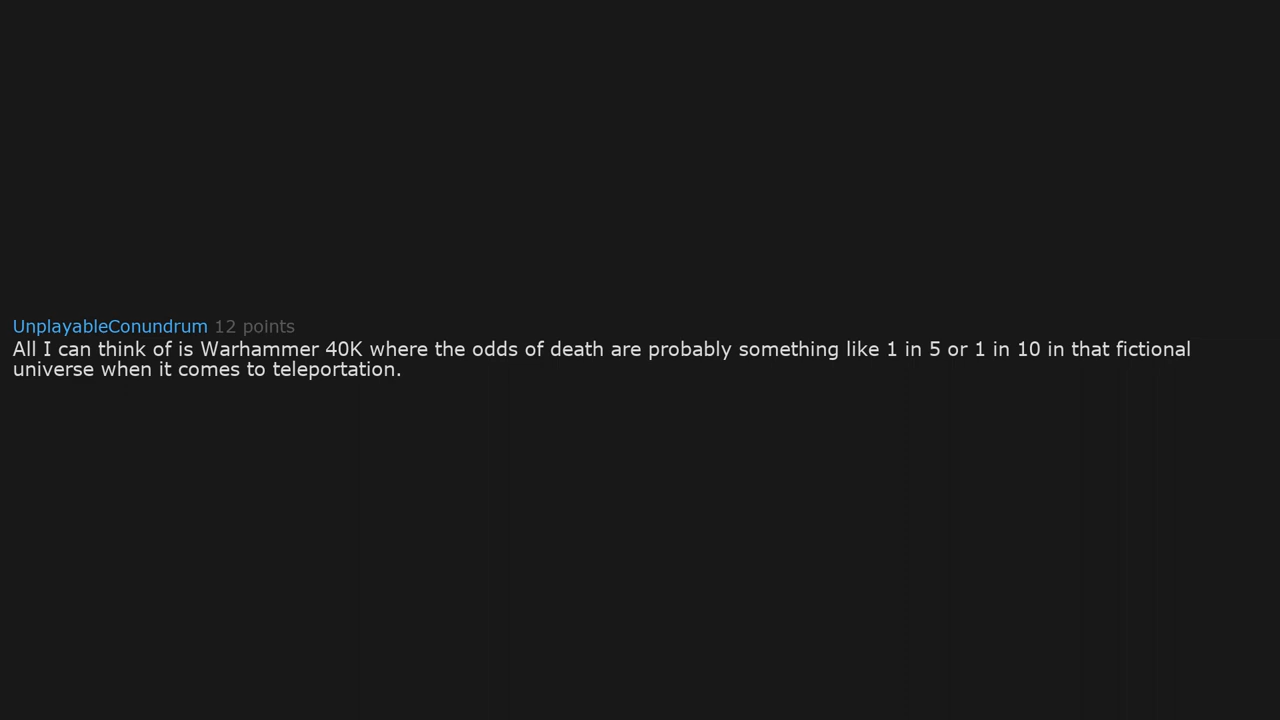 UnplayableConundrum 12 points
All I can think of is Warhammer 40K where the odds of death are probably something like 1 in 5 or 1 in 10 in that fictional
universe when it comes to teleportation.